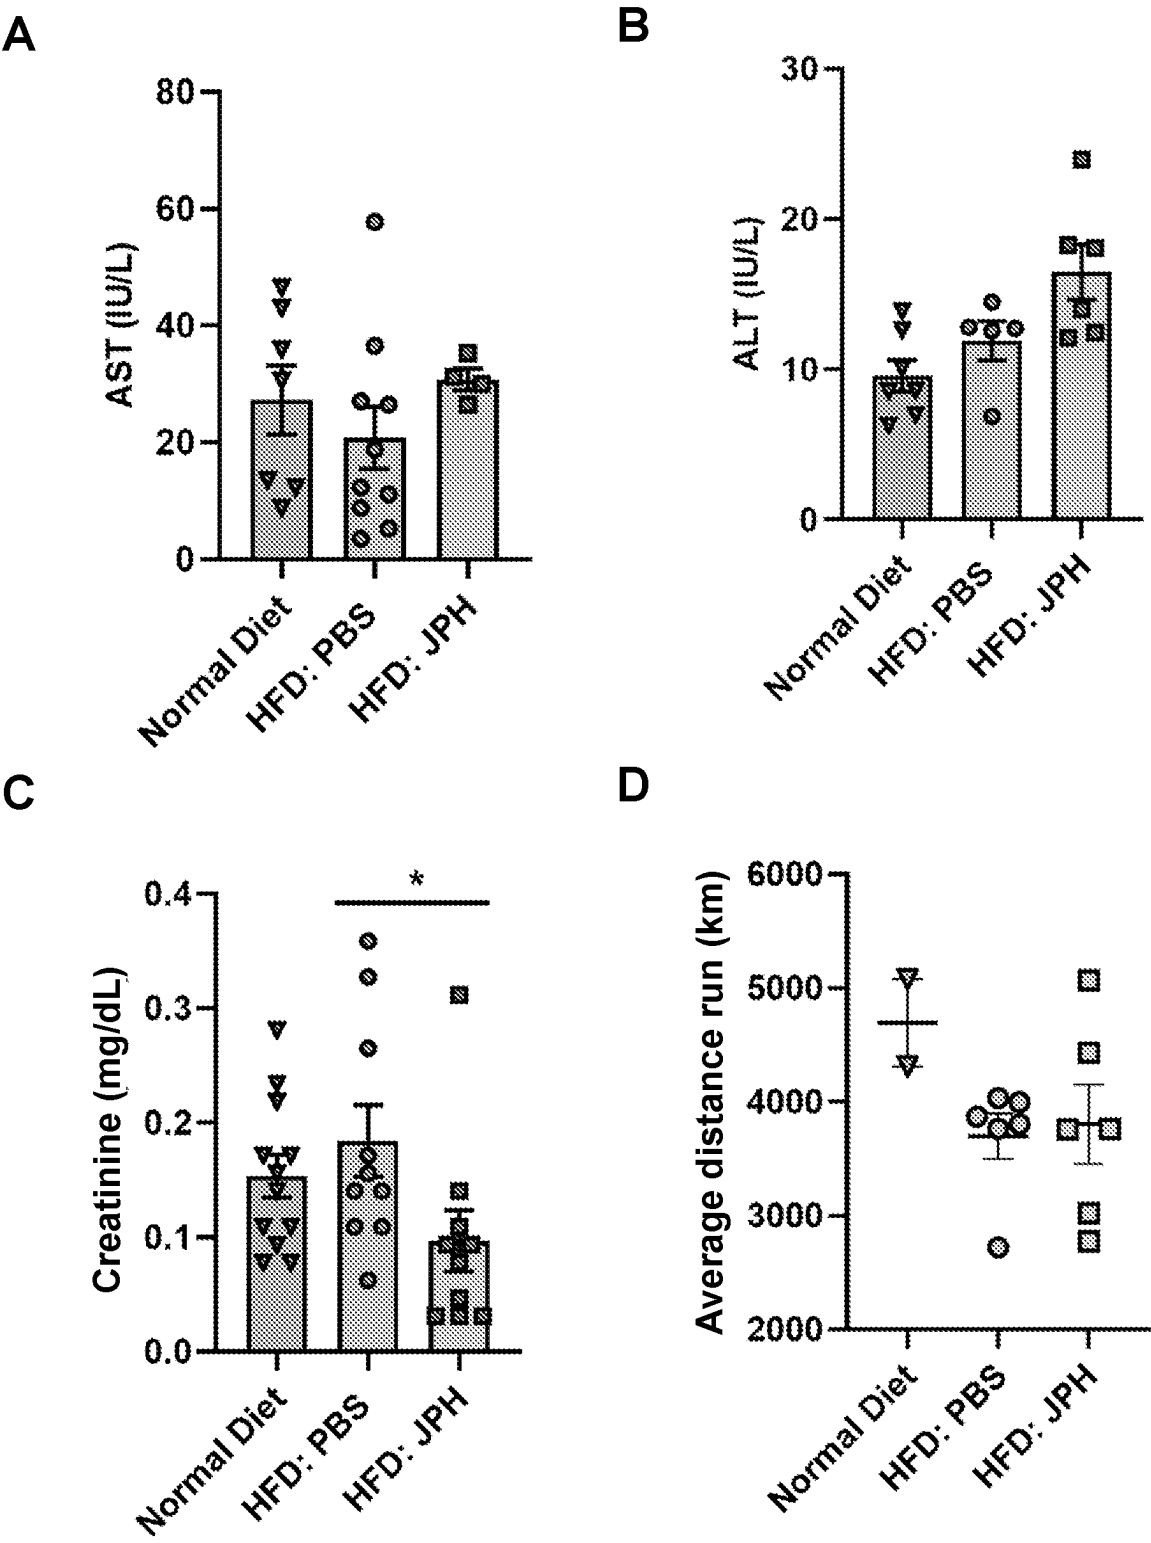 A
80
60
40
20
0
AST (IU/L)
Normal Diet
HFD: PBS
HFD: JPH
B
30
20
10
0
ALT (IU/L)
Normal Diet
HFD: PBS
HFD: JPH
C
0.4
0.3
0.2
0.1
0.0
Creatinine (mg/dL)
*
Normal Diet
HFD: PBS
HFD: JPH
D
6000
5000
4000
3000
2000
Average distance run (km)
Normal Diet
HFD: PBS
HFD: JPH